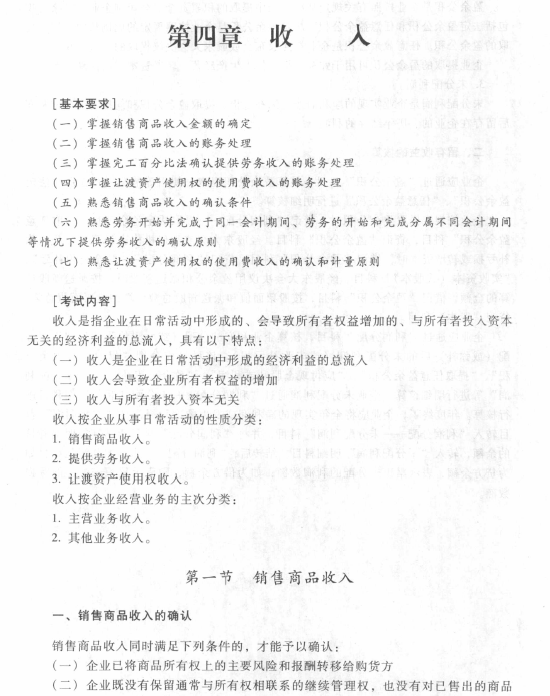 第四章 收 入
[基本要求]
(一) 掌握销售商品收入金额的确定
(二) 掌握销售商品收入的账务处理
(三) 掌握完工百分比法确认提供劳务收入的账务处理
(四) 掌握让渡资产使用权的使用费收入的账务处理
(五) 熟悉销售商品收入的确认条件
(六) 熟悉劳务开始并完成于同一会计期间、劳务的开始和完成分属不同会计期间
等情况下提供劳务收入的确认原则
(七) 熟悉让渡资产使用权的使用费收入的确认和计量原则
[考试内容]
收入是指企业在日常活动中形成的、会导致所有者权益增加的、与所有者投入资本
无关的经济利益的总流入，具有以下特点：
(一) 收入是企业在日常活动中形成的经济利益的总流入
(二) 收入会导致企业所有者权益的增加
(三) 收入与所有者投入资本无关
收入按企业从事日常活动的性质分类：
1. 销售商品收入。
2. 提供劳务收入。
3. 让渡资产使用权收入。
收入按企业经营业务的主次分类：
1. 主营业务收入。
2. 其他业务收入。
第一节 销售商品收入
一、销售商品收入的确认
销售商品收入同时满足下列条件的，才能予以确认：
(一) 企业已将商品所有权上的主要风险和报酬转移给购货方
(二) 企业既没有保留通常与所有权相联系的继续管理权，也没有对已售出的商品